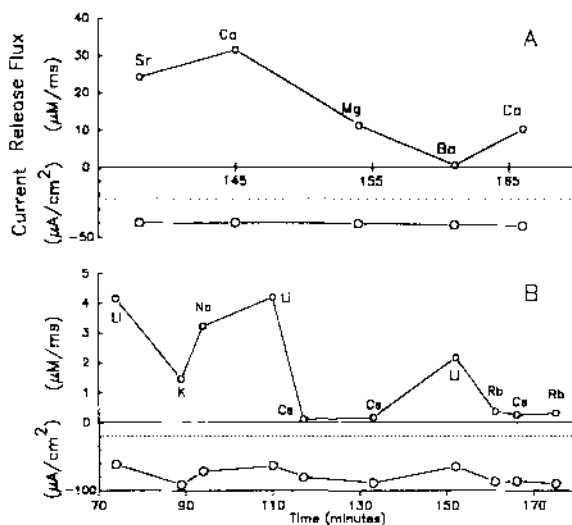 A
Release Flux
(μM/ms)
40
30
20
10
0
Sr
Ca
Mg
Ba
Ca
145
155
165
Current
(μA/cm²)
-50
B
(μM/ms)
5
4
3
2
1
0
Li
K
Na
Li
Cs
Cs
Li
Rb
Cs
Rb
(μA/cm²)
-100
70
90
110
130
150
170
Time (minutes)